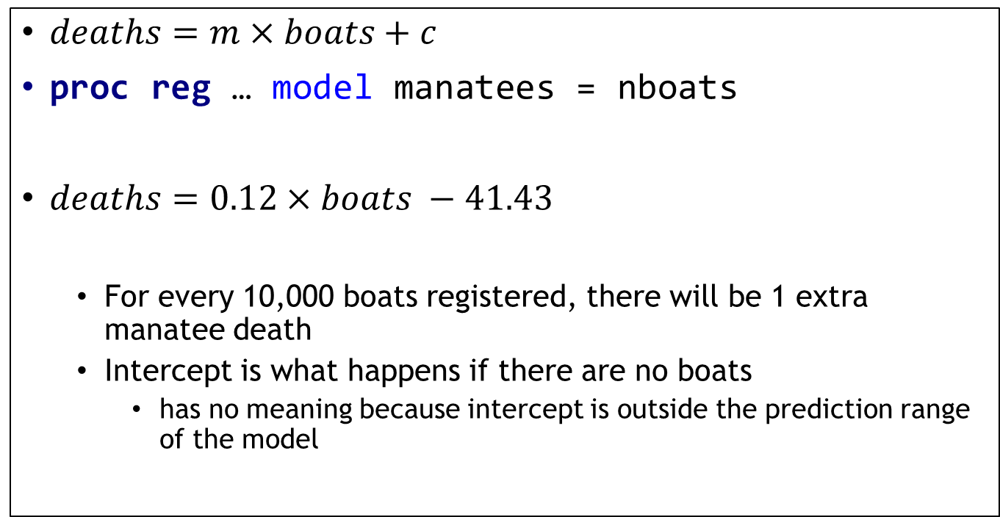 • deaths = m × boats + c
• proc reg … model manatees = nboats
• deaths = 0.12 × boats − 41.43
• For every 10,000 boats registered, there will be 1 extra
manatee death
• Intercept is what happens if there are no boats
• has no meaning because intercept is outside the prediction range
of the model